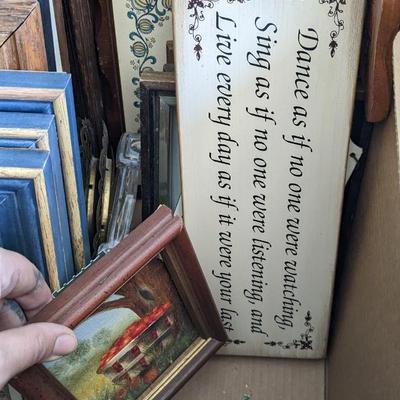 Dance as if no one were watching,
Sing as if no one were listening, and
Live every day as if it were your last